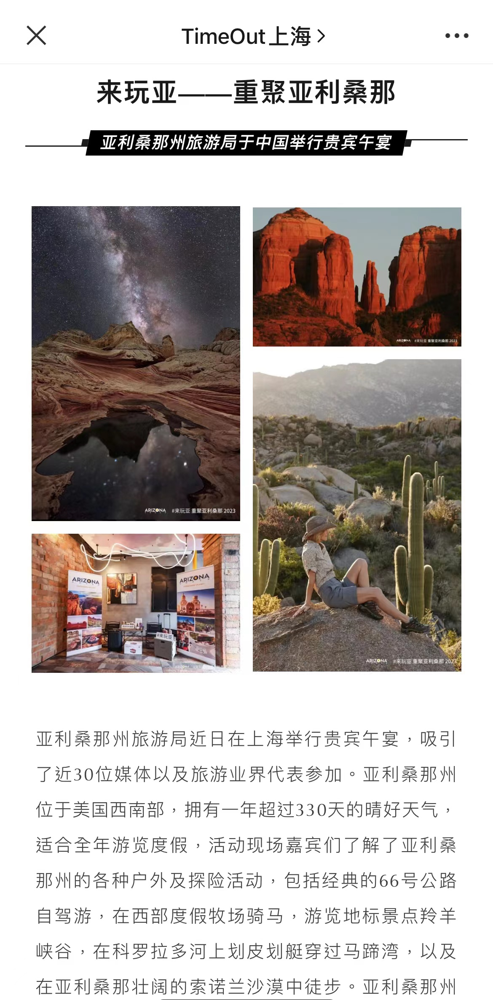 TimeOut上海
来玩亚——重聚亚利桑那
亚利桑那州旅游局于中国举行贵宾午宴
ARIZONA #来玩亚 重聚亚利桑那 2023
ARIZONA #来玩亚 重聚亚利桑那 2023
ARIZONA
ARIZONA
#来玩亚
ARIZONA
ARIZONA #来玩亚 重聚亚利桑那 2023
亚利桑那州旅游局近日在上海举行贵宾午宴，吸引
了近30位媒体以及旅游业界代表参加。亚利桑那州
位于美国西南部，拥有一年超过330天的晴好天气，
适合全年游览度假，活动现场嘉宾们了解了亚利桑
那州的各种户外及探险活动，包括经典的66号公路
自驾游，在西部度假牧场骑马，游览地标景点羚羊
峡谷，在科罗拉多河上划皮划艇穿过马蹄湾，以及
在亚利桑那壮阔的索诺兰沙漠中徒步。亚利桑那州